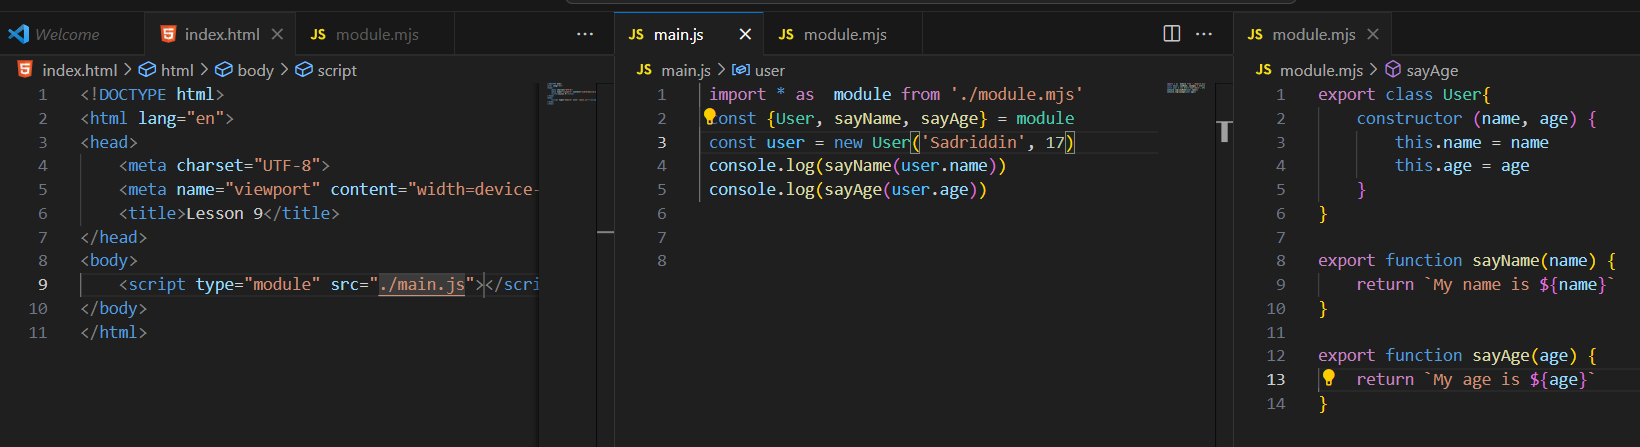 Welcome
index.html
JS module.mjs
index.html > html > body > script
1 <!DOCTYPE html>
2 <html lang="en">
3 <head>
4 <meta charset="UTF-8">
5 <meta name="viewport" content="width=device-
6 <title>Lesson 9</title>
7 </head>
8 <body>
9 <script type="module" src="./main.js"></scri
10 </body>
11 </html>
JS main.js
JS module.mjs
JS main.js > user
1 import * as  module from './module.mjs'
2 const {User, sayName, sayAge} = module
3 const user = new User('Sadriddin', 17)
4 console.log(sayName(user.name))
5 console.log(sayAge(user.age))
6
7
8
JS module.mjs
JS module.mjs > sayAge
1 export class User{
2 constructor (name, age) {
3 this.name = name
4 this.age = age
5 }
6 }
7
8 export function sayName(name) {
9 return `My name is ${name}`
10 }
11
12 export function sayAge(age) {
13 return `My age is ${age}`
14 }